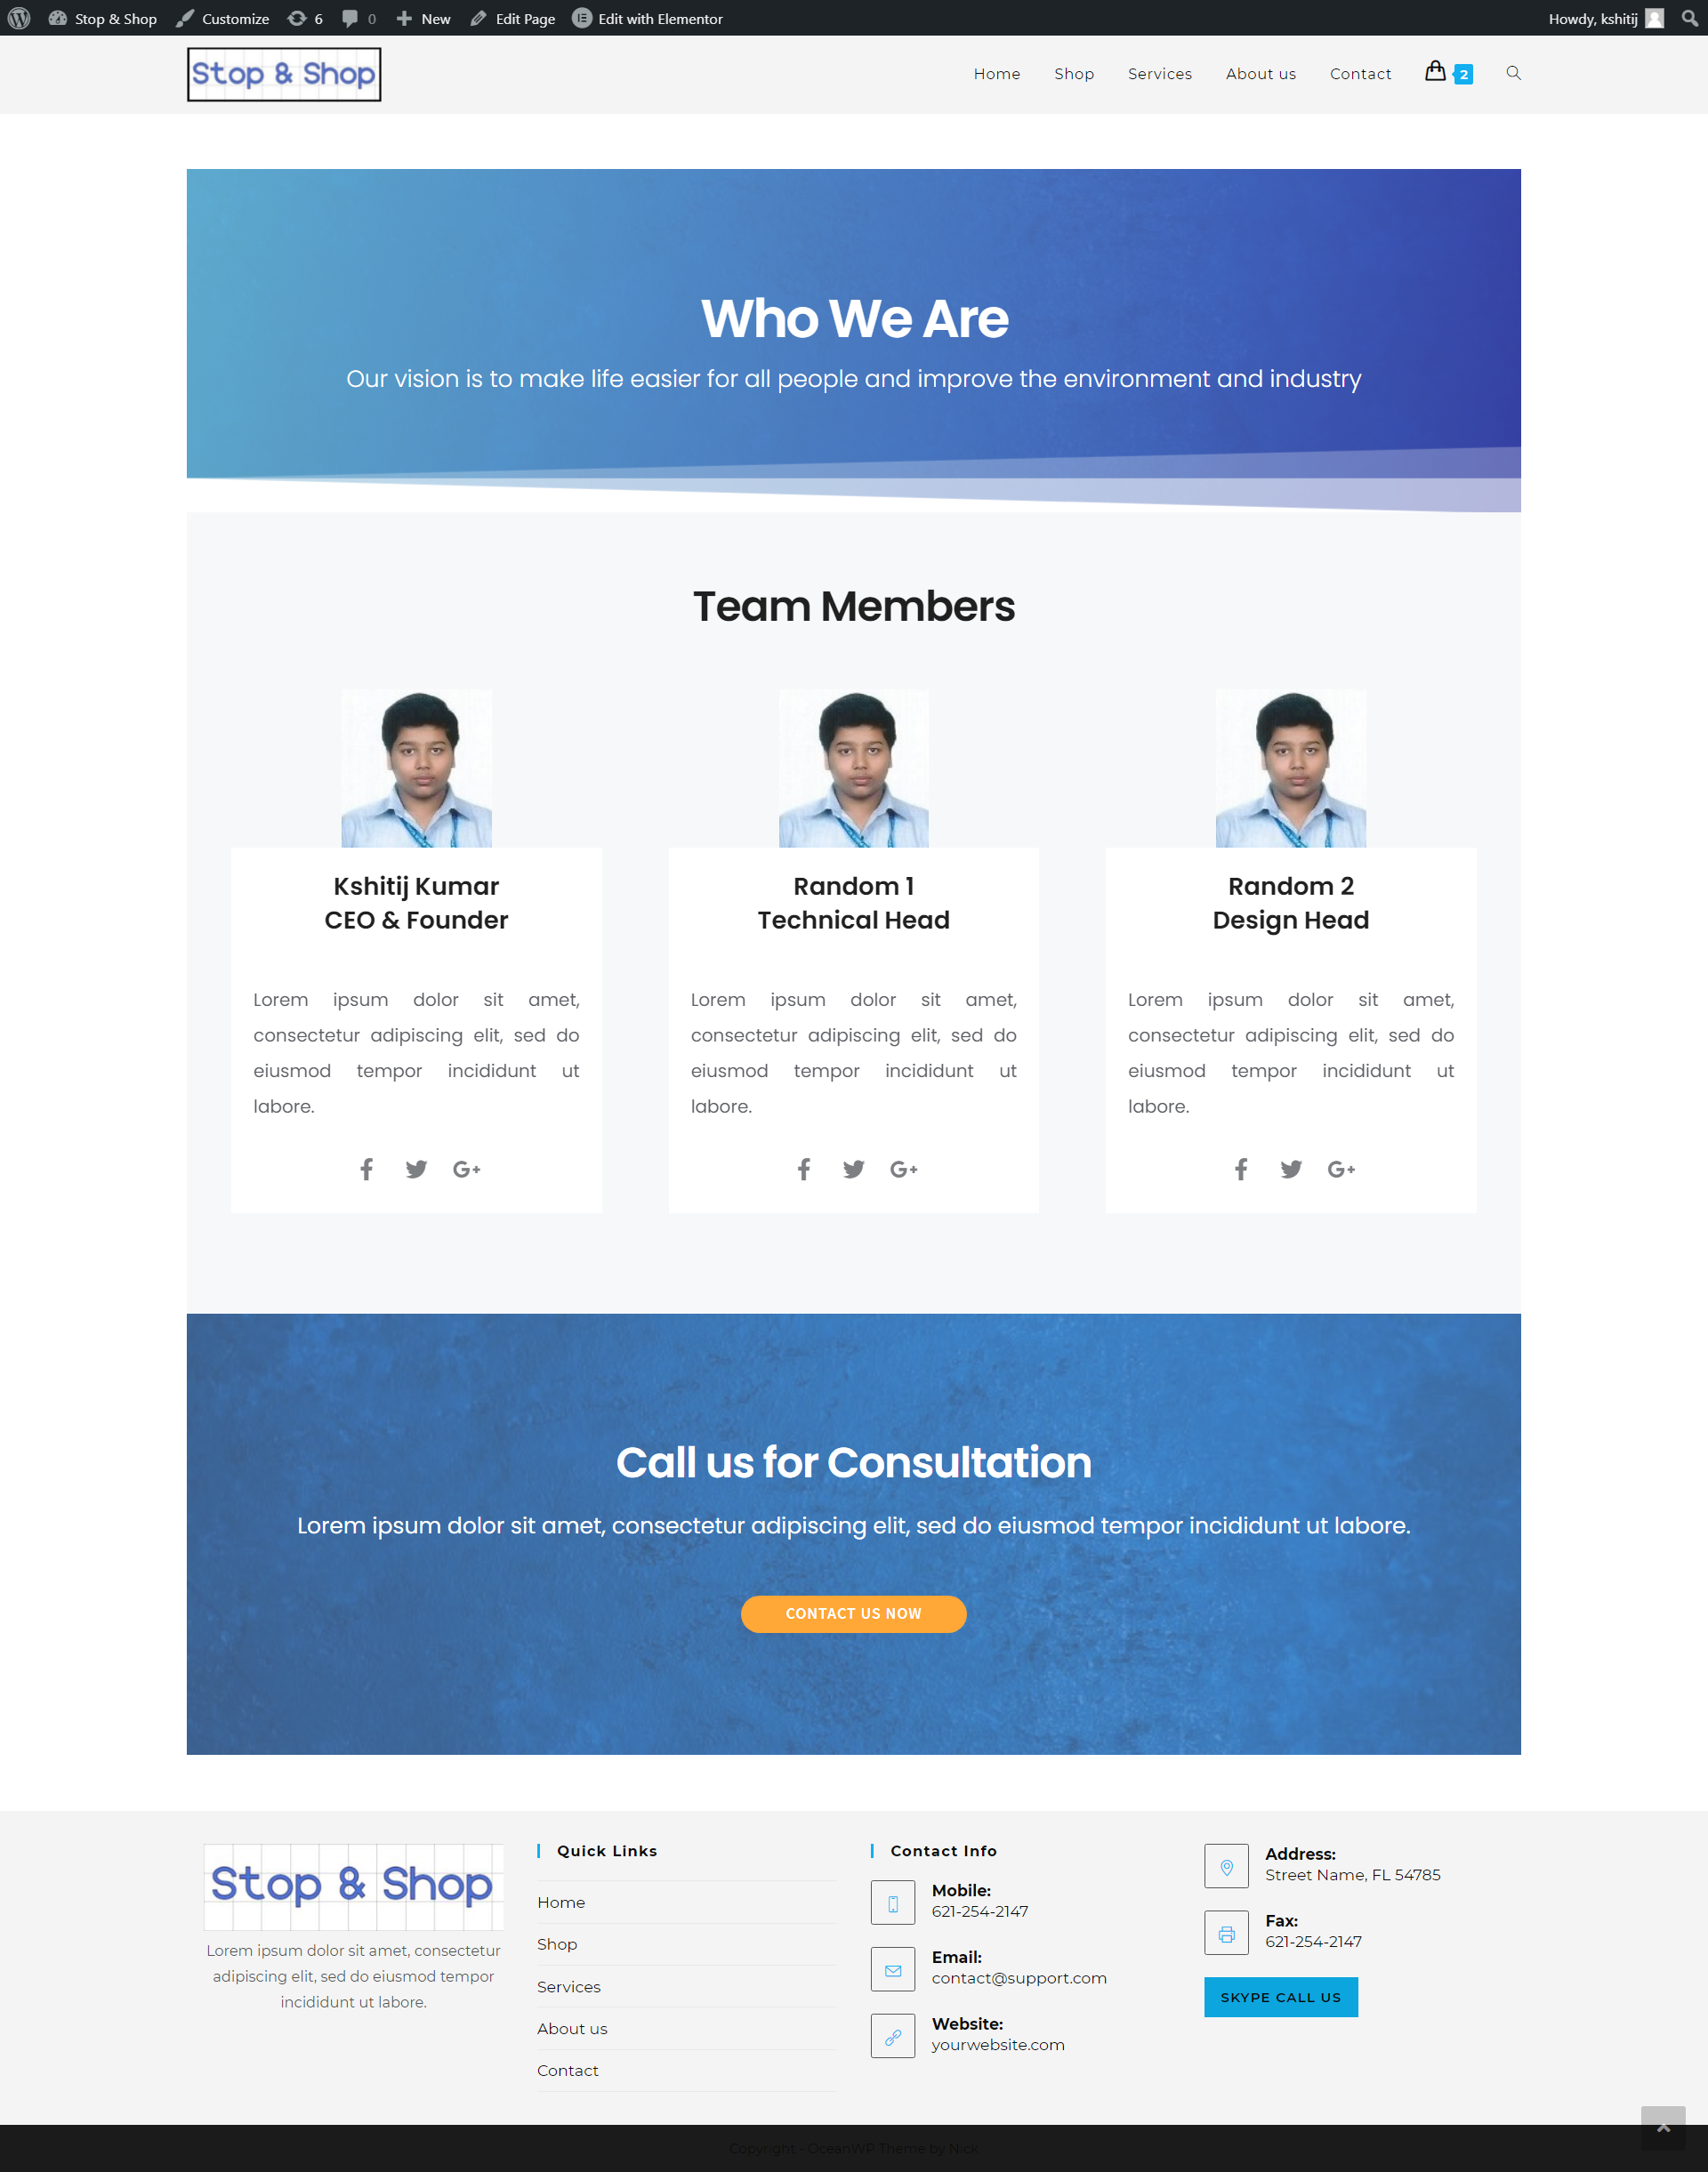 Stop & Shop Customize 6 0 New Edit Page Edit with Elementor Howdy, kshitij
Stop & Shop
Home Shop Services About us Contact 2
Who We Are
Our vision is to make life easier for all people and improve the environment and industry
Team Members
Kshitij Kumar
CEO & Founder
Lorem ipsum dolor sit amet,
consectetur adipiscing elit, sed do
eiusmod tempor incididunt ut
labore.
G+
Random 1
Technical Head
Lorem ipsum dolor sit amet,
consectetur adipiscing elit, sed do
eiusmod tempor incididunt ut
labore.
G+
Random 2
Design Head
Lorem ipsum dolor sit amet,
consectetur adipiscing elit, sed do
eiusmod tempor incididunt ut
labore.
G+
Call us for Consultation
Lorem ipsum dolor sit amet, consectetur adipiscing elit, sed do eiusmod tempor incididunt ut labore.
CONTACT US NOW
Stop & Shop
Lorem ipsum dolor sit amet, consectetur
adipiscing elit, sed do eiusmod tempor
incididunt ut labore.
Quick Links
Home
Shop
Services
About us
Contact
Contact Info
Mobile:
621-254-2147
Email:
contact@support.com
Website:
yourwebsite.com
Address:
Street Name, FL 54785
Fax:
621-254-2147
SKYPE CALL US
Copyright - OceanWP Theme by Nick